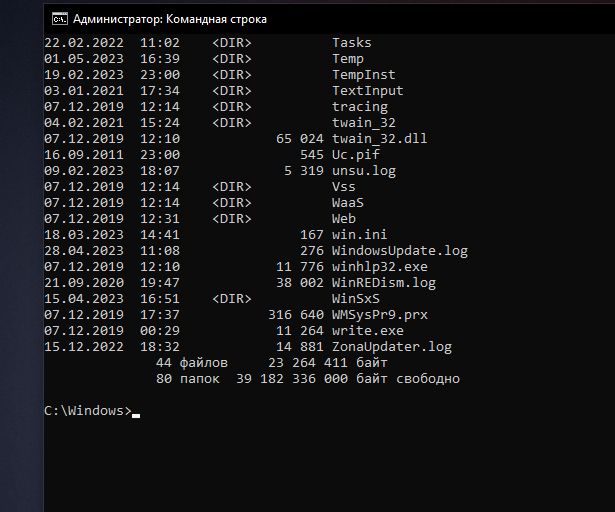 Администратор: Командная строка
22.02.2022  11:02    <DIR>          Tasks
01.05.2023  16:39    <DIR>          Temp
19.02.2023  23:00    <DIR>          TempInst
03.01.2021  17:34    <DIR>          TextInput
07.12.2019  12:14    <DIR>          tracing
04.02.2021  15:24    <DIR>          twain_32
07.12.2019  12:10            65 024 twain_32.dll
16.09.2011  23:00               545 Uc.pif
09.02.2023  18:07             5 319 unsu.log
07.12.2019  12:14    <DIR>          Vss
07.12.2019  12:14    <DIR>          WaaS
07.12.2019  12:31    <DIR>          Web
18.03.2023  14:41               167 win.ini
28.04.2023  11:08               276 WindowsUpdate.log
07.12.2019  12:10            11 776 winhlp32.exe
21.09.2020  19:47            38 002 WinREDism.log
15.04.2023  16:51    <DIR>          WinSxS
07.12.2019  17:37           316 640 WMSysPr9.prx
07.12.2019  00:29            11 264 write.exe
15.12.2022  18:32            14 881 ZonaUpdater.log
              44 файлов     23 264 411 байт
              80 папок  39 182 336 000 байт свободно
C:\Windows>